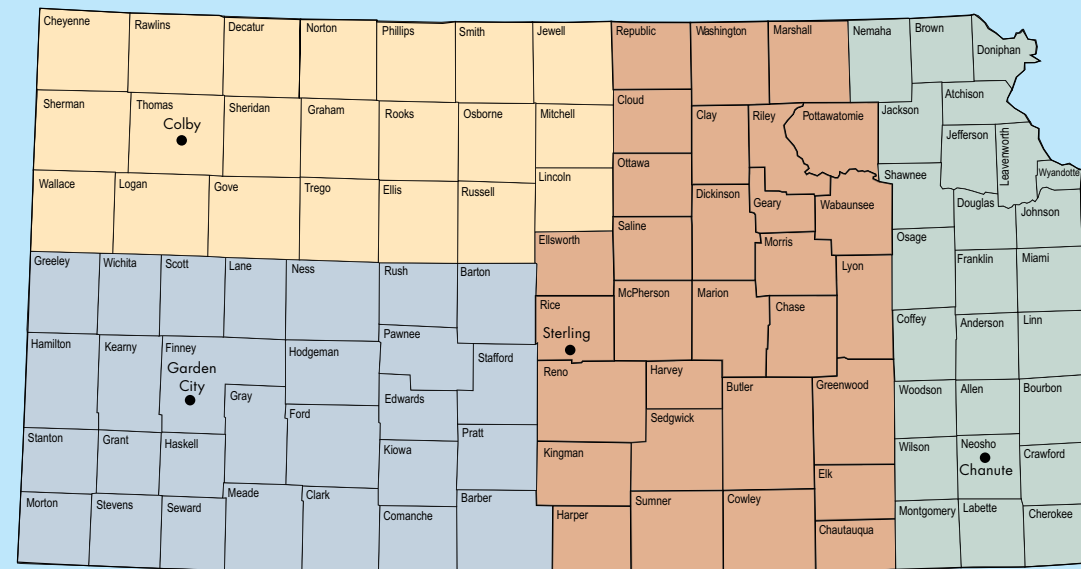 Cheyenne
Rawlins
Decatur
Norton
Phillips
Smith
Jewell
Republic
Washington
Marshall
Nemaha
Brown
Doniphan
Sherman
Thomas
Colby
Sheridan
Graham
Rooks
Osborne
Mitchell
Cloud
Clay
Riley
Pottawatomie
Jackson
Atchison
Jefferson
Leavenworth
Wyandotte
Wallace
Logan
Gove
Trego
Ellis
Russell
Lincoln
Ottawa
Dickinson
Geary
Wabaunsee
Shawnee
Douglas
Johnson
Greeley
Wichita
Scott
Lane
Ness
Rush
Barton
Ellsworth
Saline
Morris
Lyon
Osage
Franklin
Miami
Hamilton
Kearny
Finney
Garden
City
Hodgeman
Pawnee
Stafford
Rice
Sterling
McPherson
Marion
Chase
Coffey
Anderson
Linn
Gray
Ford
Edwards
Reno
Harvey
Butler
Greenwood
Woodson
Allen
Bourbon
Stanton
Grant
Haskell
Kiowa
Pratt
Kingman
Sedgwick
Elk
Wilson
Neosho
Chanute
Crawford
Morton
Stevens
Seward
Meade
Clark
Comanche
Barber
Harper
Sumner
Cowley
Chautauqua
Montgomery
Labette
Cherokee